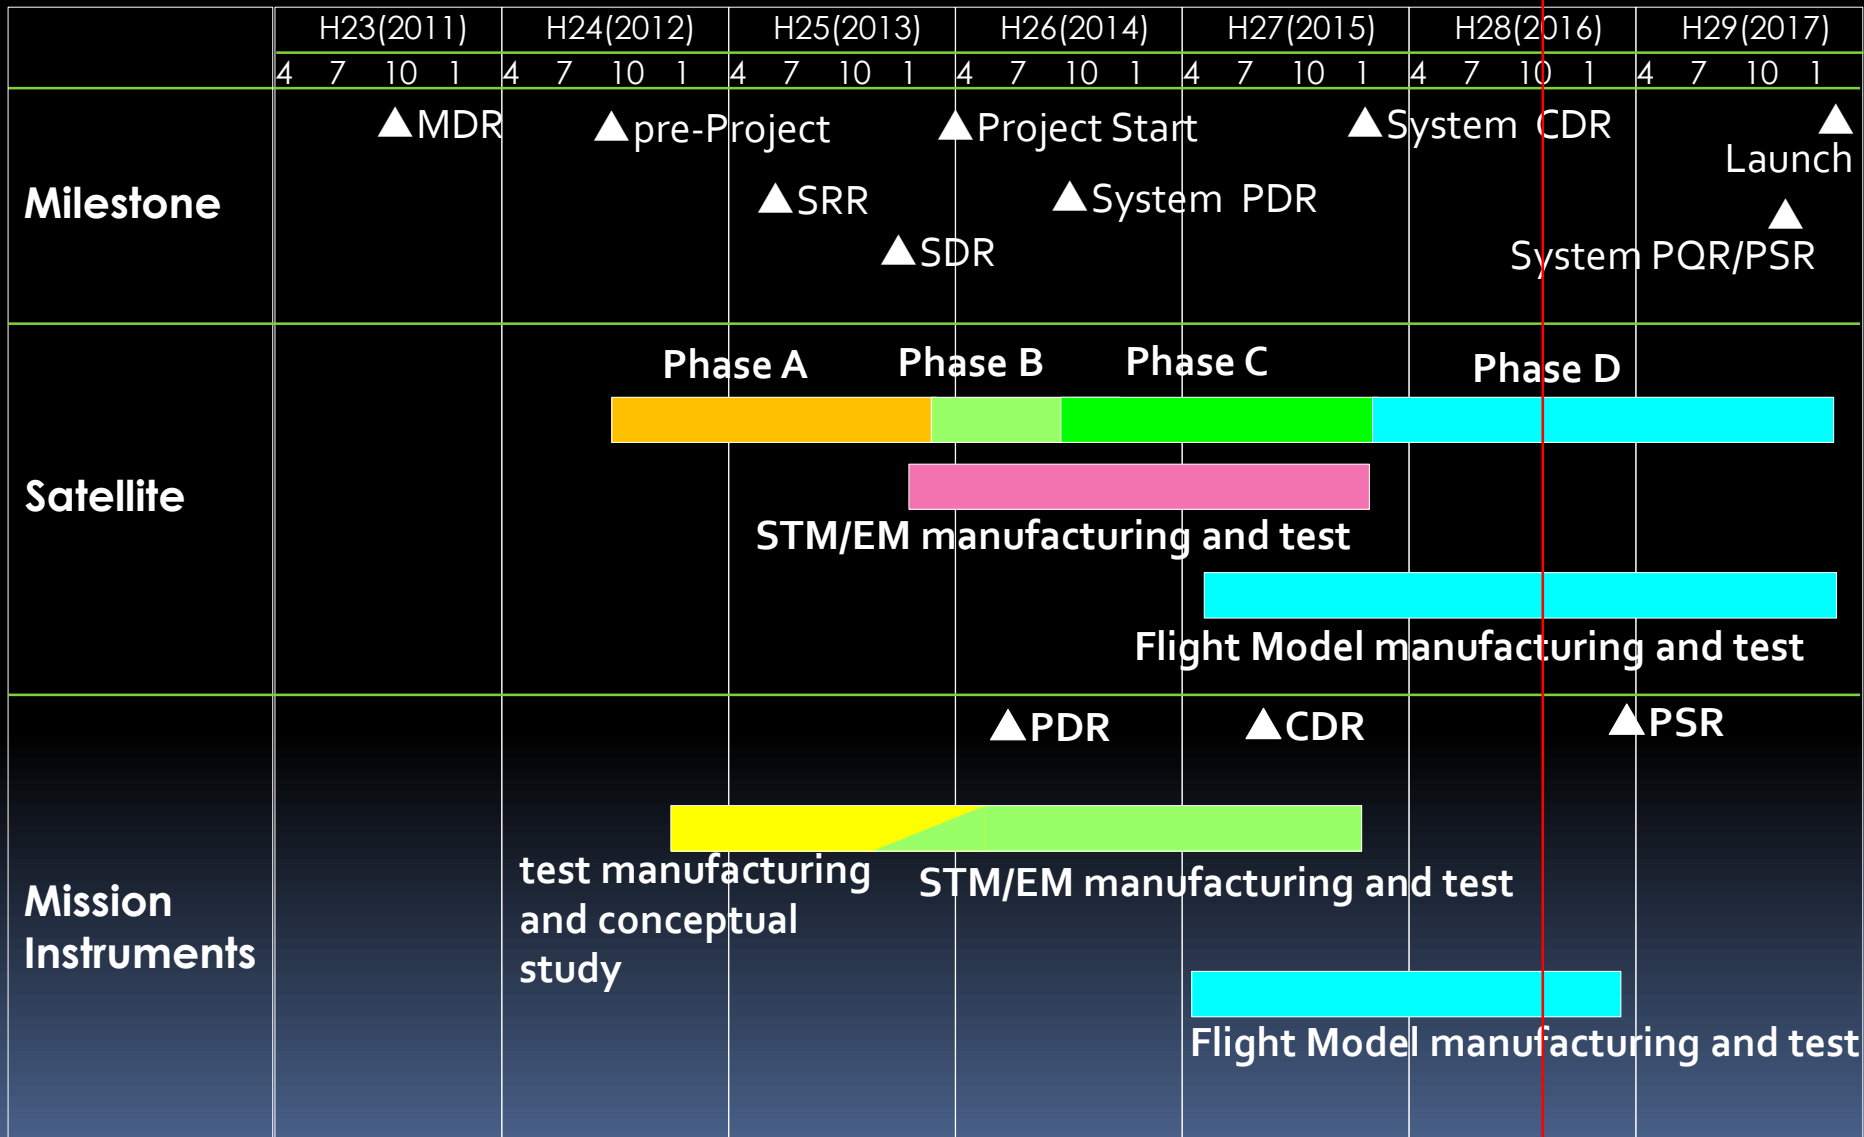 H23(2011) H24(2012) H25(2013) H26(2014) H27(2015) H28(2016) H29(2017)
4 7 10 1 4 7 10 1 4 7 10 1 4 7 10 1 4 7 10 1 4 7 10 1 4 7 10 1
Milestone
MDR
pre-Project
Project Start
System CDR
Launch
SRR
System PDR
SDR
System PQR/PSR
Satellite
Phase A
Phase B
Phase C
Phase D
STM/EM manufacturing and test
Flight Model manufacturing and test
Mission
Instruments
PDR
CDR
PSR
test manufacturing
and conceptual
study
STM/EM manufacturing and test
Flight Model manufacturing and test